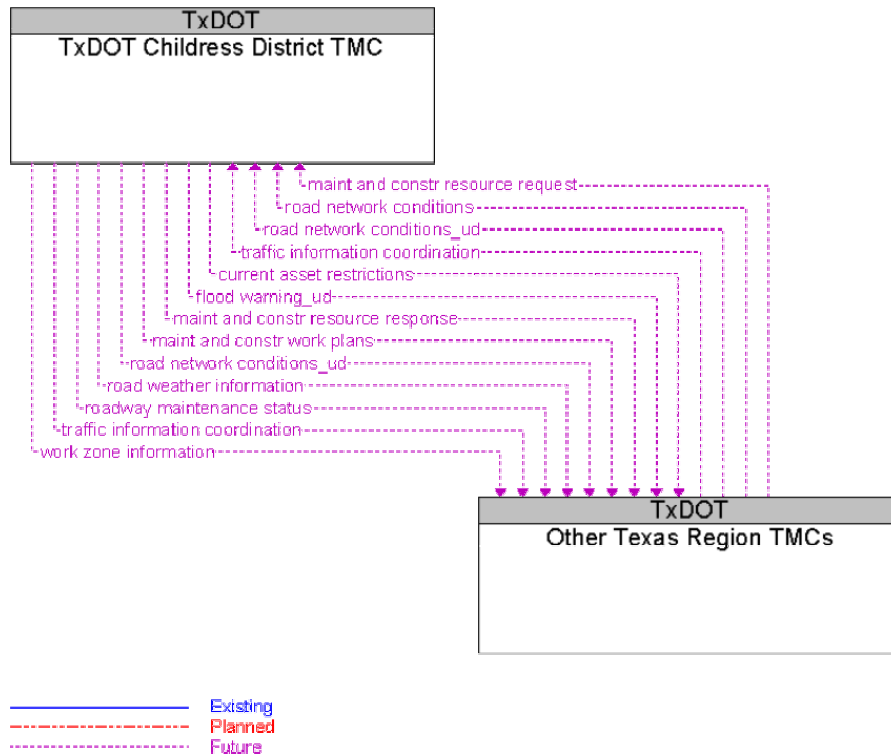 TxDOT
TxDOT Childress District TMC
maint and constr resource request
road network conditions
road network conditions_ud
traffic information coordination
current asset restrictions
flood warning_ud
maint and constr resource response
maint and constr work plans
road network conditions_ud
road weather information
roadway maintenance status
traffic information coordination
work zone information
TxDOT
Other Texas Region TMCs
Existing
Planned
Future